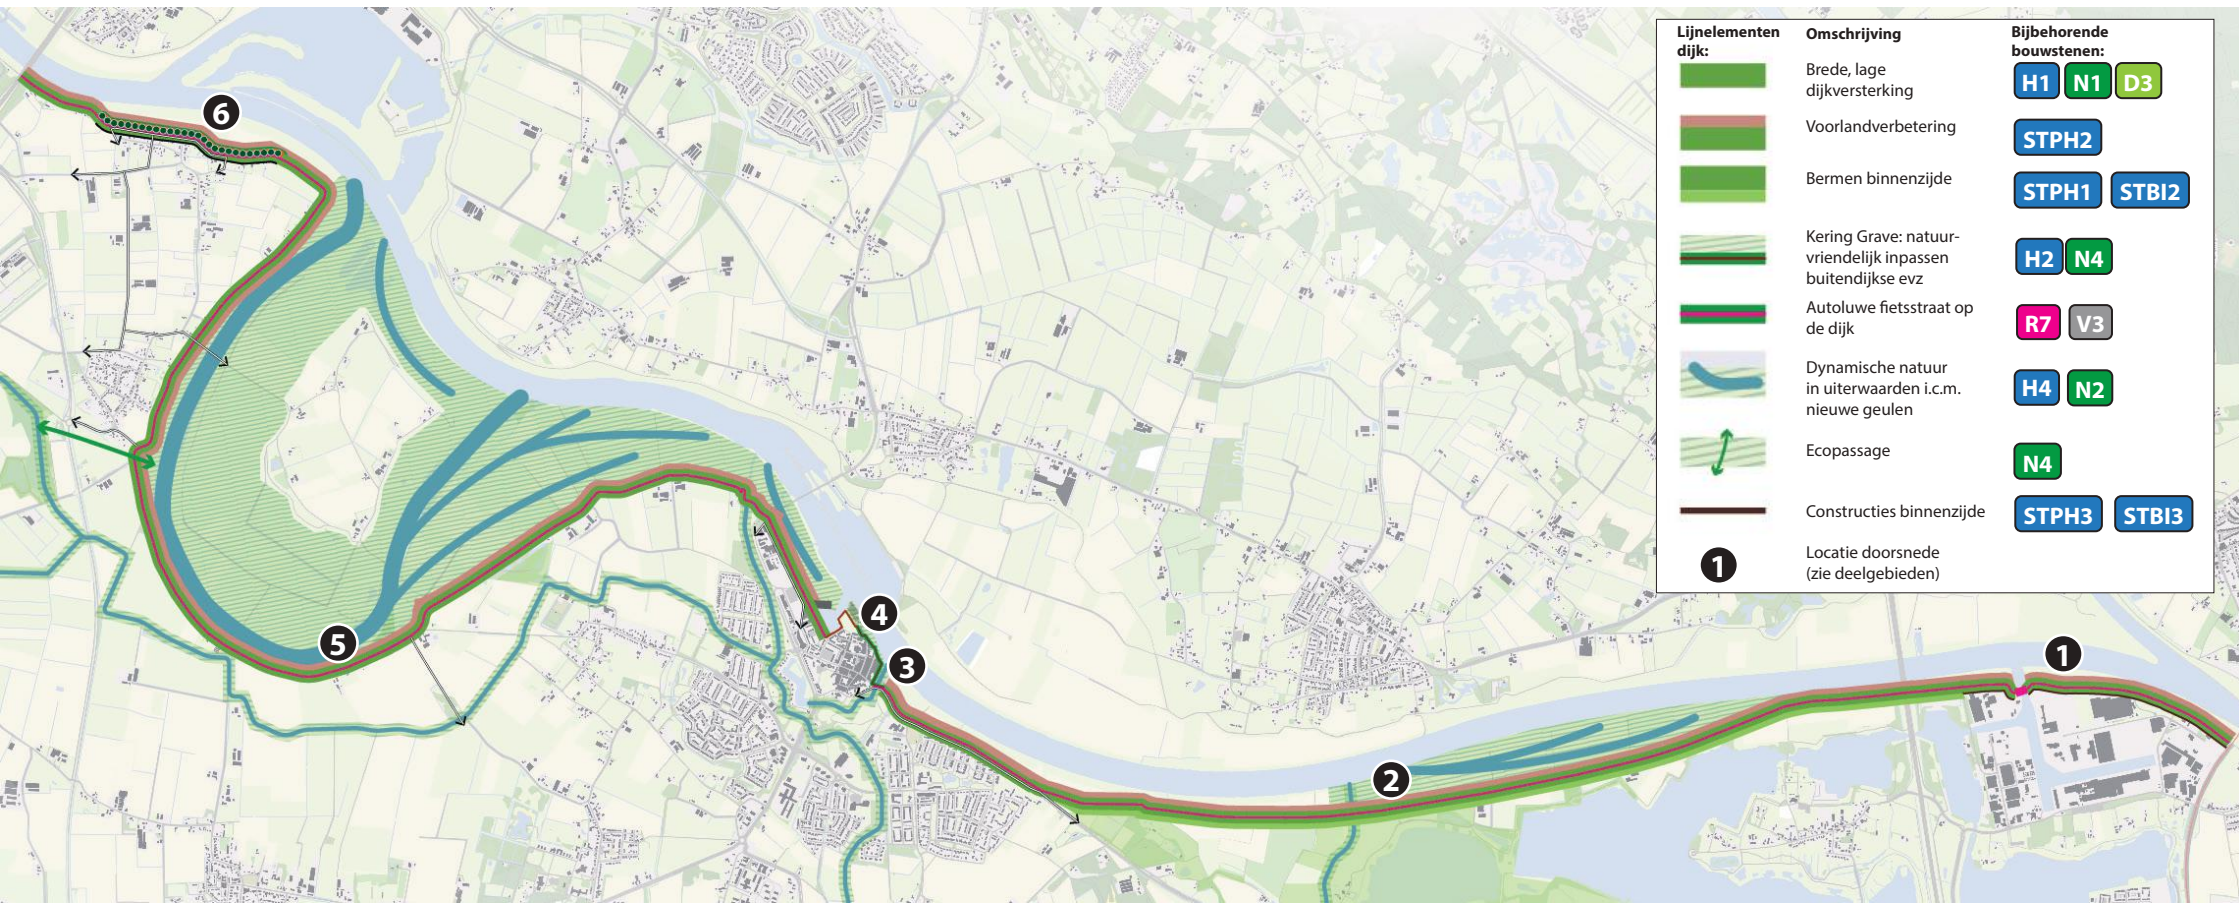 Lijnelementen
dijk:
Omschrijving
Bijbehorende
bouwstenen:
Brede, lage
dijkversterking
H1 N1 D3
Voorlandverbetering
STPH2
Bermen binnenzijde
STPH1 STBI2
Kering Grave: natuur-
vriendelijk inpassen
buitendijkse evz
H2 N4
Autoluwe fietsstraat op
de dijk
R7 V3
Dynamische natuur
in uiterwaarden i.c.m.
nieuwe geulen
H4 N2
Ecopassage
N4
Constructies binnenzijde
STPH3 STBI3
1
Locatie doorsnede
(zie deelgebieden)
6
5
4
3
2
1